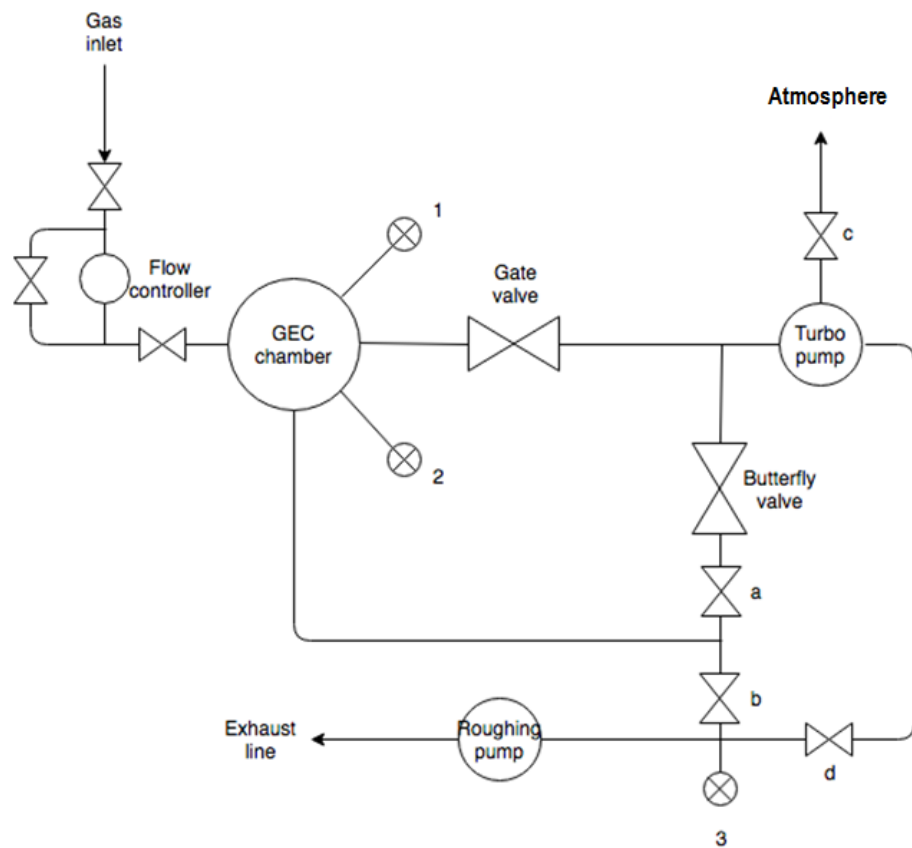 Gas
inlet
Atmosphere
1
c
Flow
controller
Gate
valve
GEC
chamber
Turbo
pump
2
Butterfly
valve
a
b
Exhaust
line
Roughing
pump
d
3